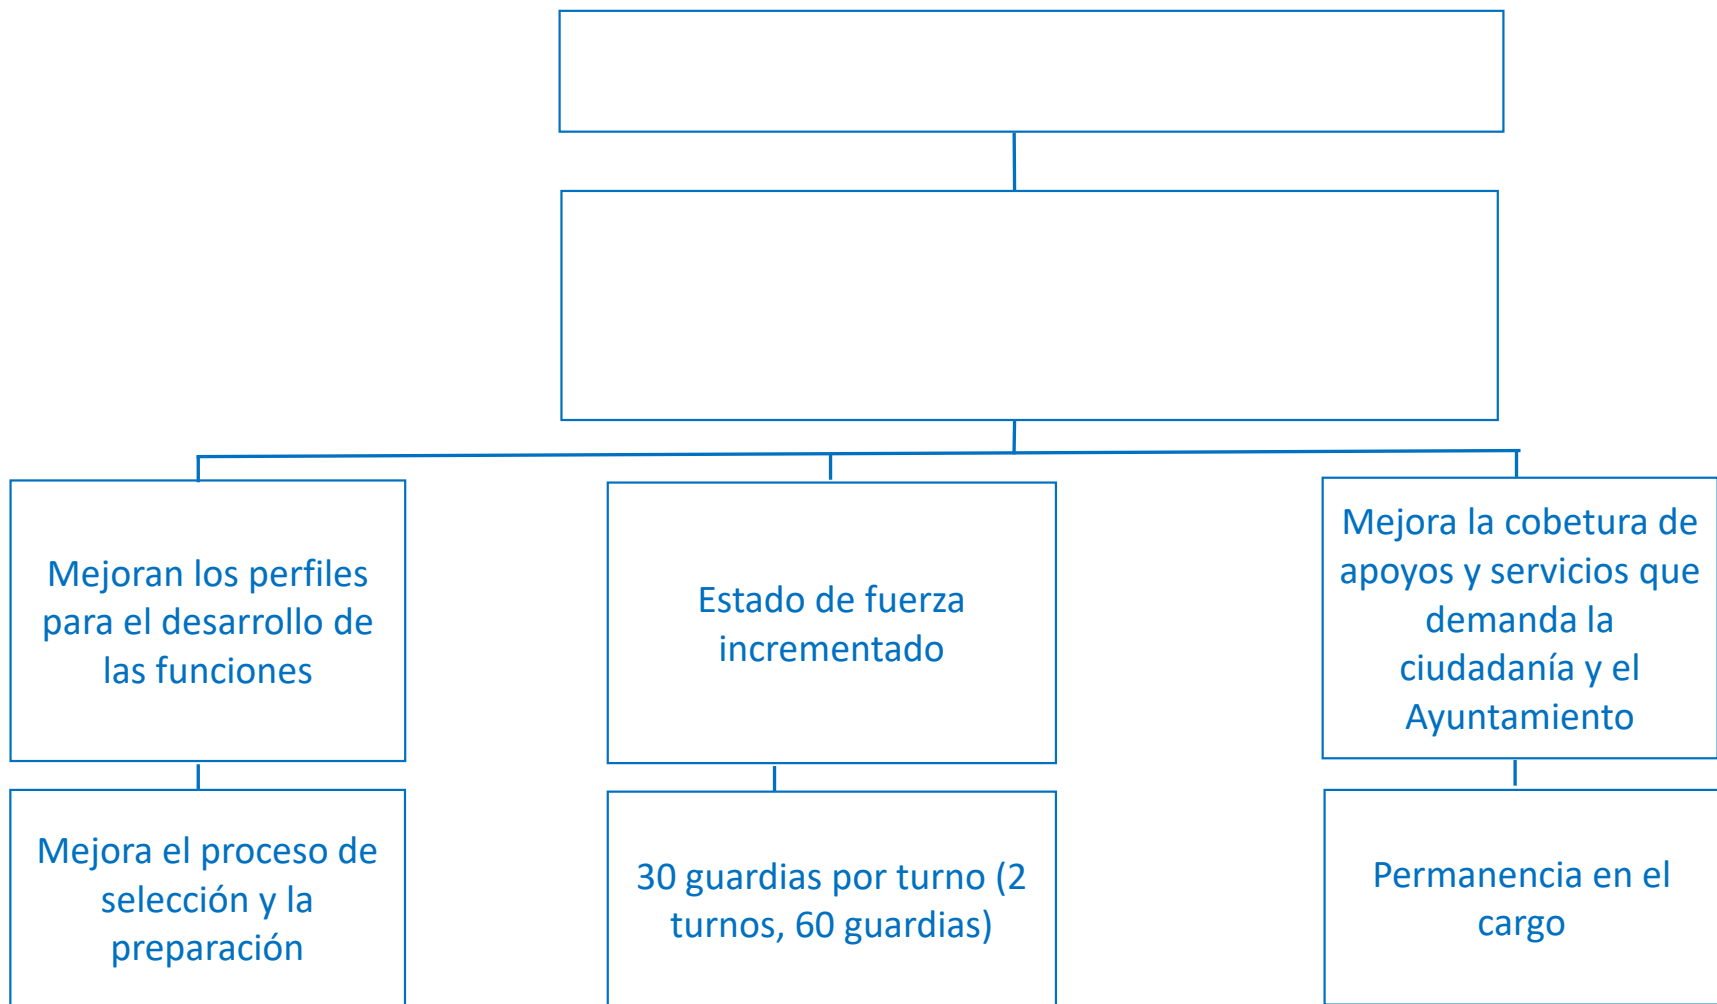 Mejoran los perfiles
para el desarrollo de
las funciones
Estado de fuerza
incrementado
Mejora la cobetura de
apoyos y servicios que
demanda la
ciudadanía y el
Ayuntamiento
Mejora el proceso de
selección y la
preparación
30 guardias por turno (2
turnos, 60 guardias)
Permanencia en el
cargo